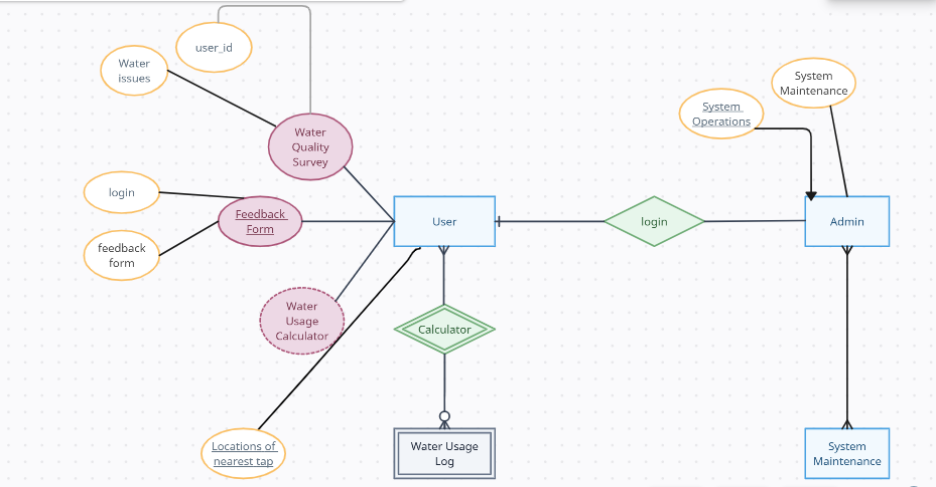 user_id
Water
issues
System
Maintenance
System
Operations
Water
Quality
Survey
login
Feedback
Form
User
login
Admin
feedback
form
Water
Usage
Calculator
Calculator
Locations of
nearest tap
Water Usage
Log
System
Maintenance